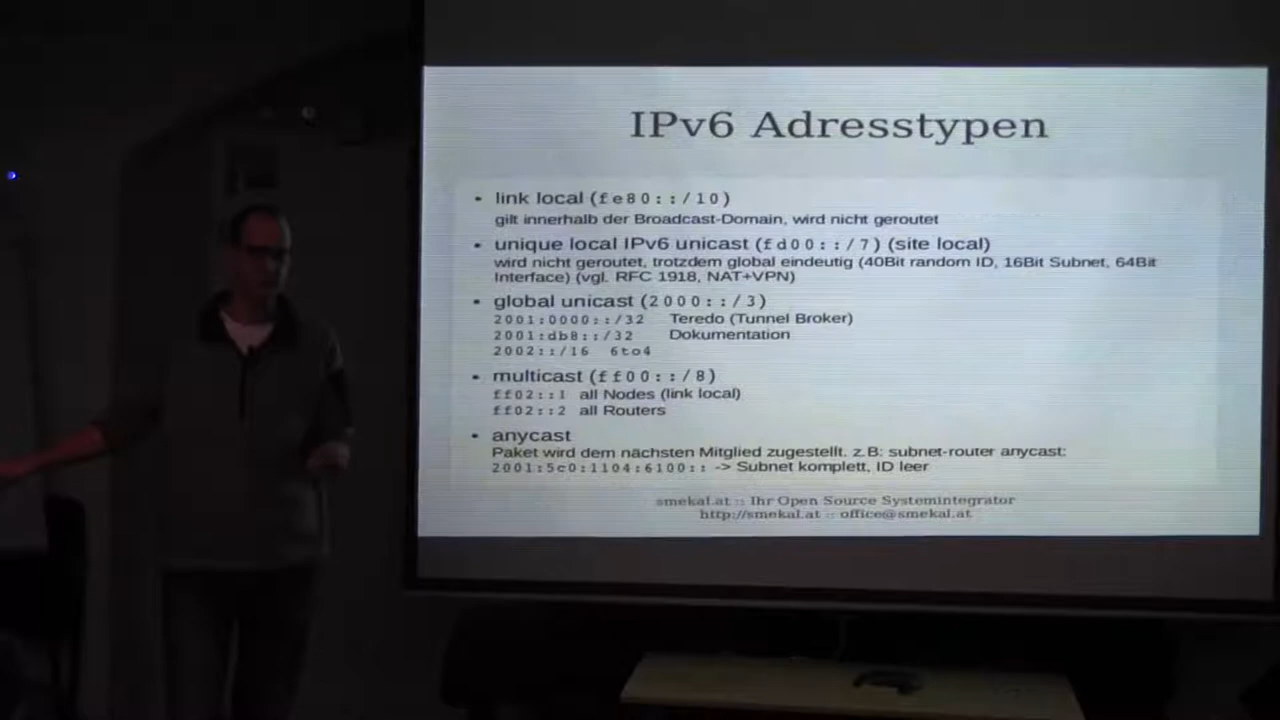 IPv6 Adresstypen
• link local (fe80::/10)
gilt innerhalb der Broadcast-Domain, wird nicht geroutet
• unique local IPv6 unicast (fd00::/7) (site local)
wird nicht geroutet, trotzdem global eindeutig (40Bit random ID, 16Bit Subnet, 64Bit
Interface) (vgl. RFC 1918, NAT+VPN)
• global unicast (2000::/3)
2001:0000::/32 Teredo (Tunnel Broker)
2001:db8::/32 Dokumentation
2002::/16 6to4
• multicast (ff00::/8)
ff02::1 all Nodes (link local)
ff02::2 all Routers
• anycast
Paket wird dem nächsten Mitglied zugestellt. z.B: subnet-router anycast:
2001:5c0:1104:6100:: -> Subnet komplett, ID leer
smekal.at :: Ihr Open Source Systemintegrator
http://smekal.at :: office@smekal.at